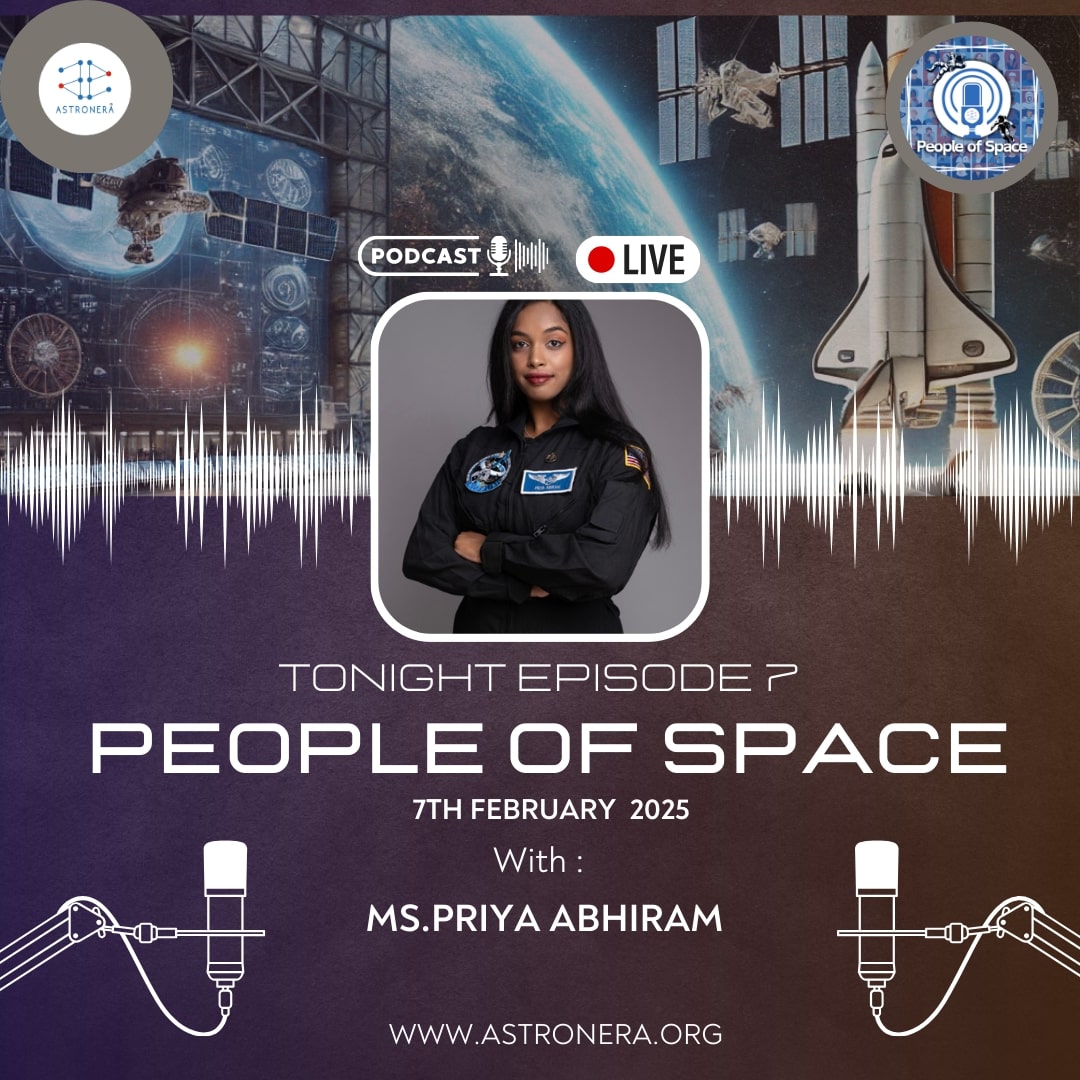 ASTRONERÂ
People of Space
PODCAST
LIVE
TONIGHT EPISODE 7
PEOPLE OF SPACE
7TH FEBRUARY 2025
With :
MS.PRIYA ABHIRAM
WWW.ASTRONERA.ORG